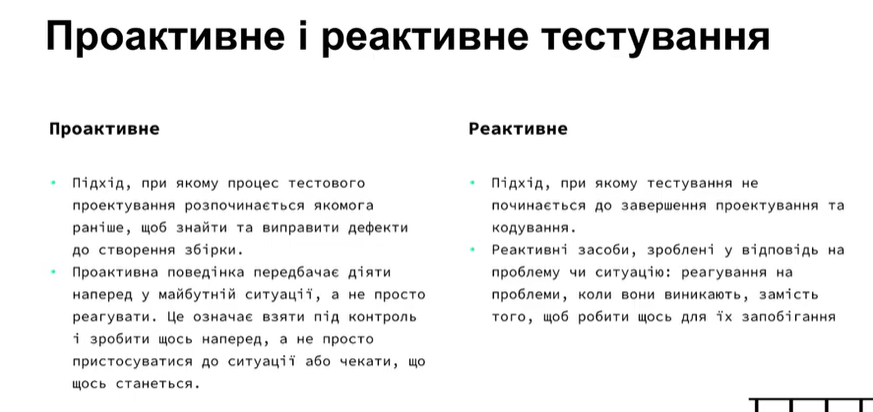 Проактивне і реактивне тестування
Проактивне
• Підхід, при якому процес тестового
проектування розпочинається якомога
раніше, щоб знайти та виправити дефекти
до створення збірки.
• Проактивна поведінка передбачає діяти
наперед у майбутній ситуації, а не просто
реагувати. Це означає взяти під контроль
і зробити щось наперед, а не просто
пристосуватися до ситуації або чекати, що
щось станеться.
Реактивне
• Підхід, при якому тестування не
починається до завершення проектування та
кодування.
• Реактивні засоби, зроблені у відповідь на
проблему чи ситуацію: реагування на
проблеми, коли вони виникають, замість
того, щоб робити щось для їх запобігання